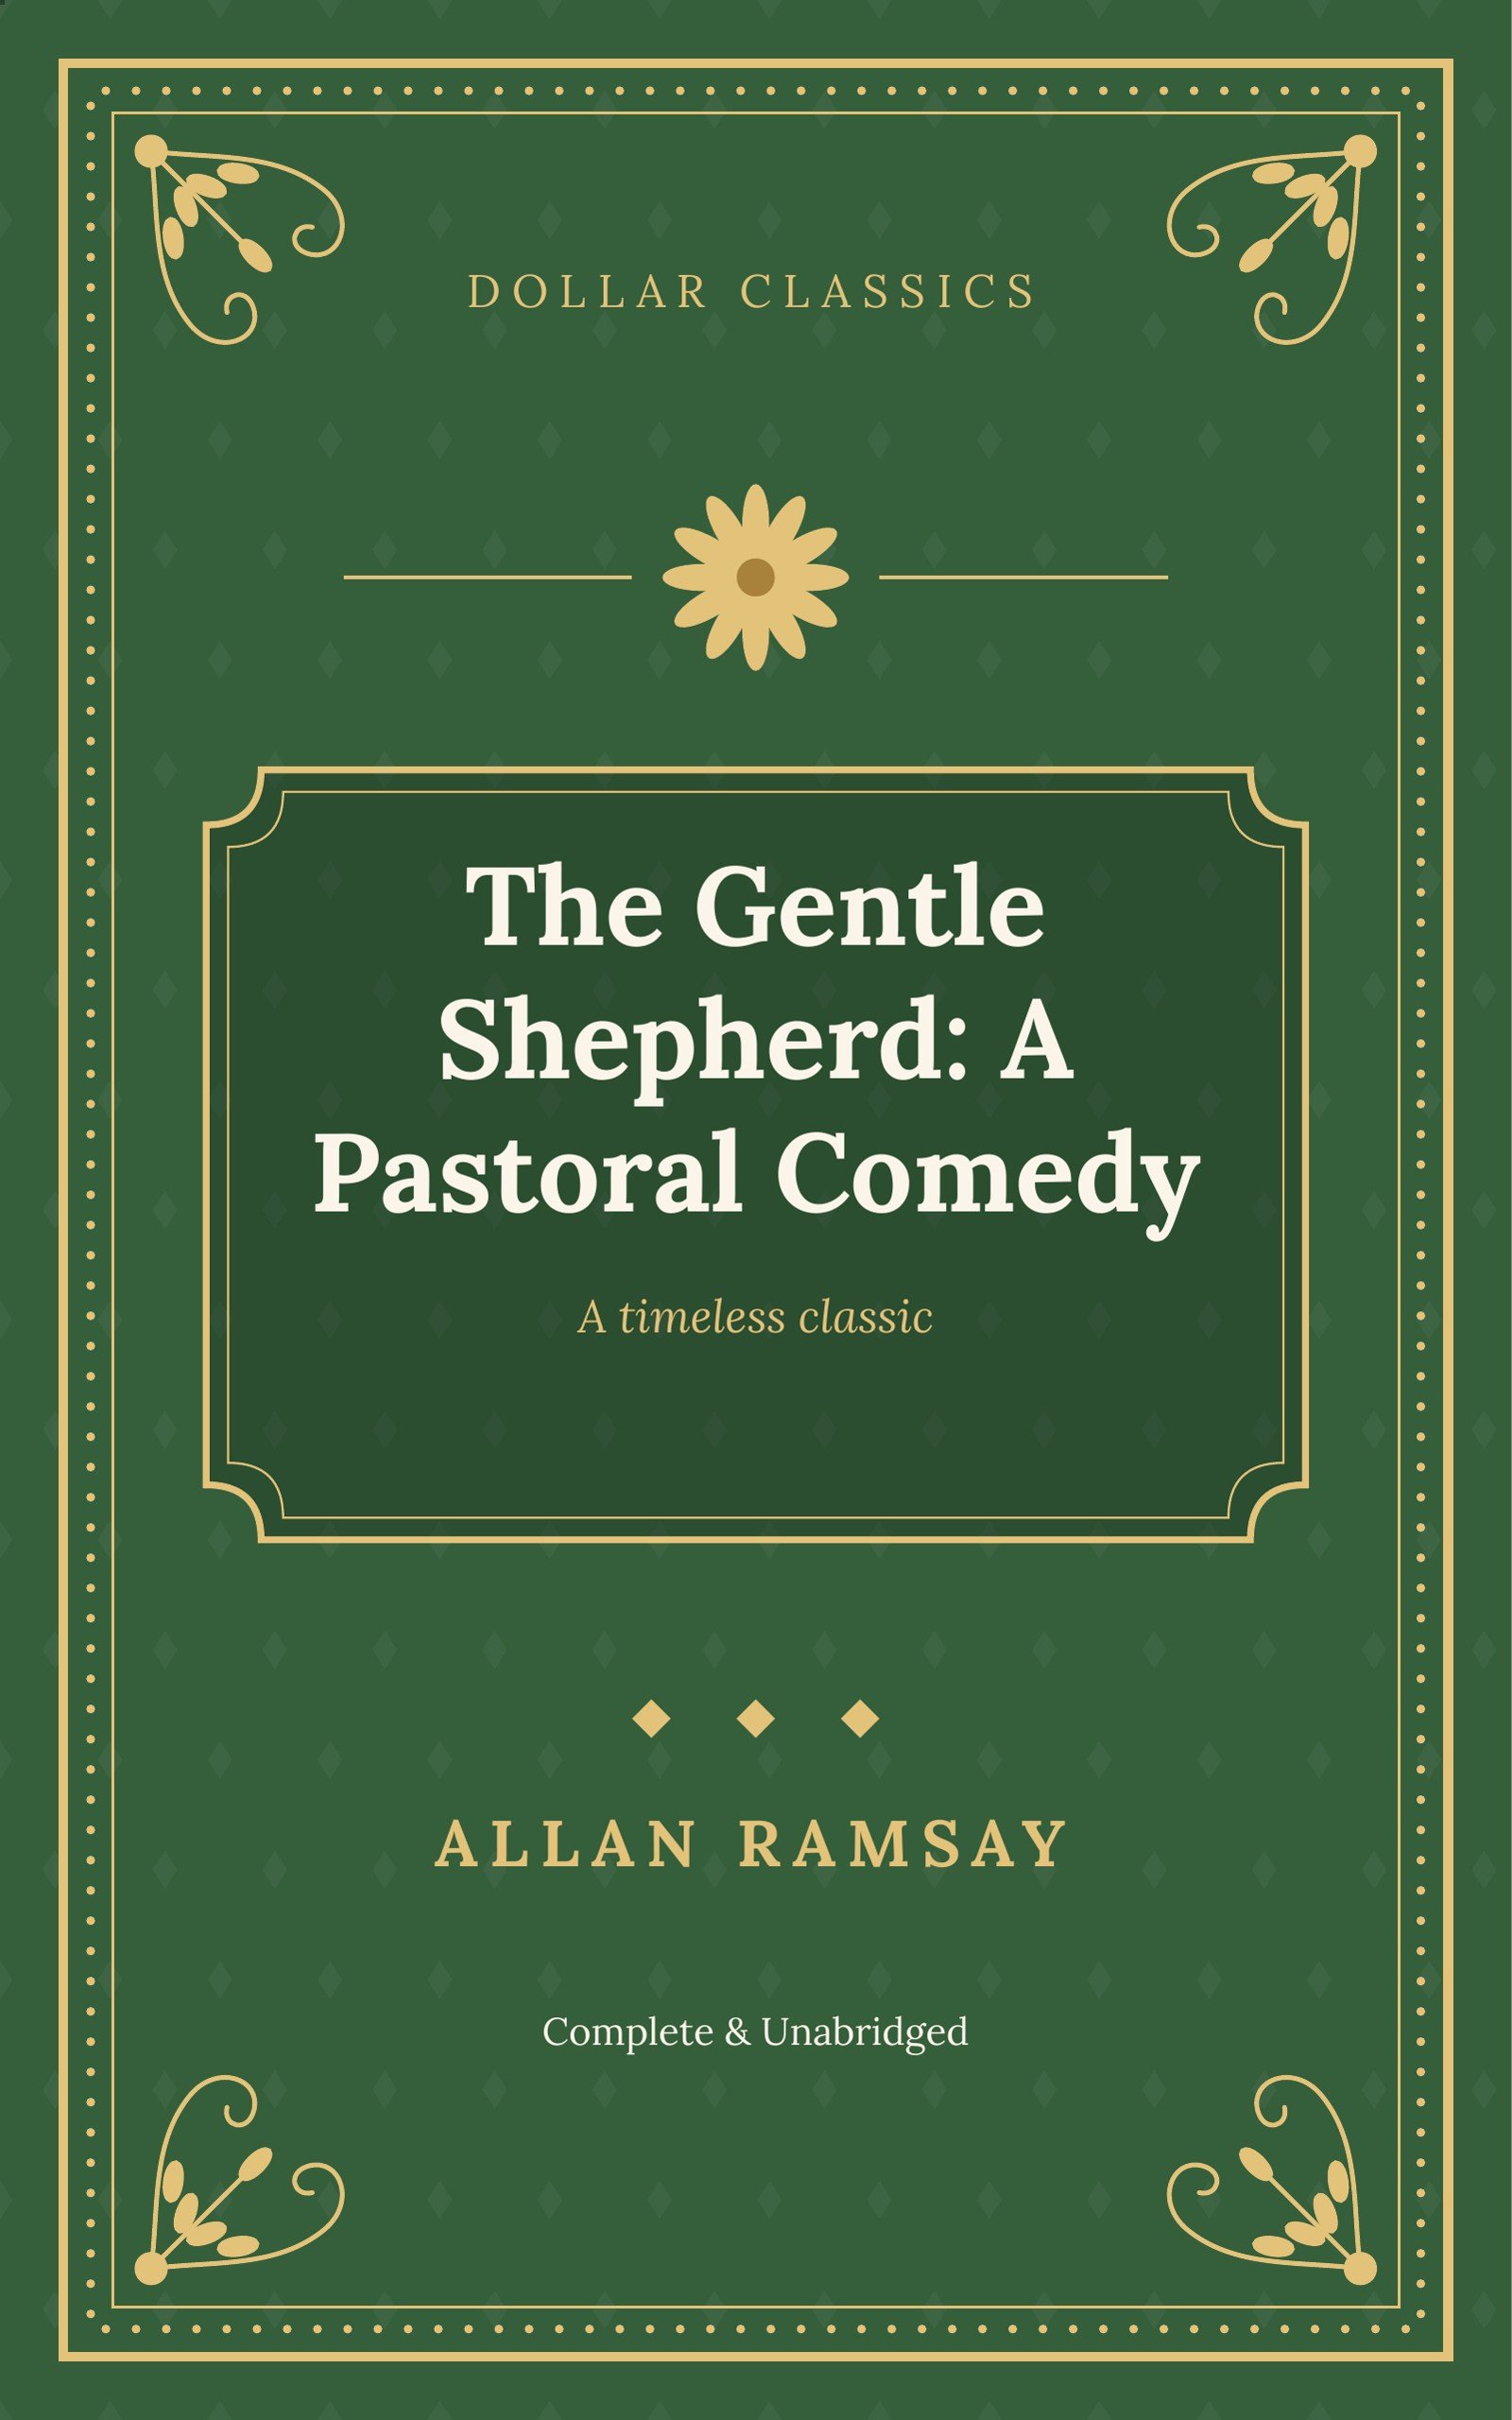 DOLLAR CLASSICS
The Gentle
Shepherd: A
Pastoral Comedy
A timeless classic
ALLAN RAMSAY
Complete & Unabridged